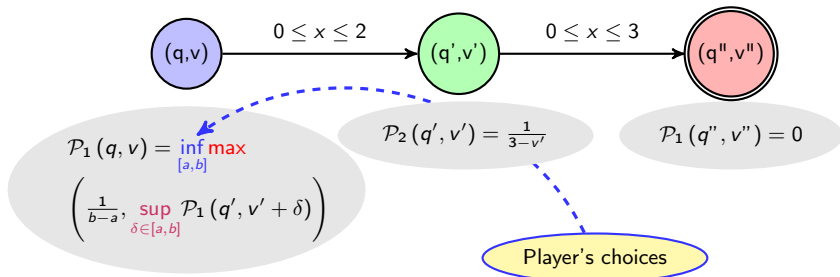 0 ≤ x ≤ 2
0 ≤ x ≤ 3
(q,v)
(q',v')
(q",v")
𝒫₁ (q, v) = inf max
[a,b]
(1/(b−a), sup 𝒫₁ (q′, v′ + δ))
δ∈[a,b]
𝒫₂ (q′, v′) = 1/(3−v′)
𝒫₁ (q", v") = 0
Player's choices